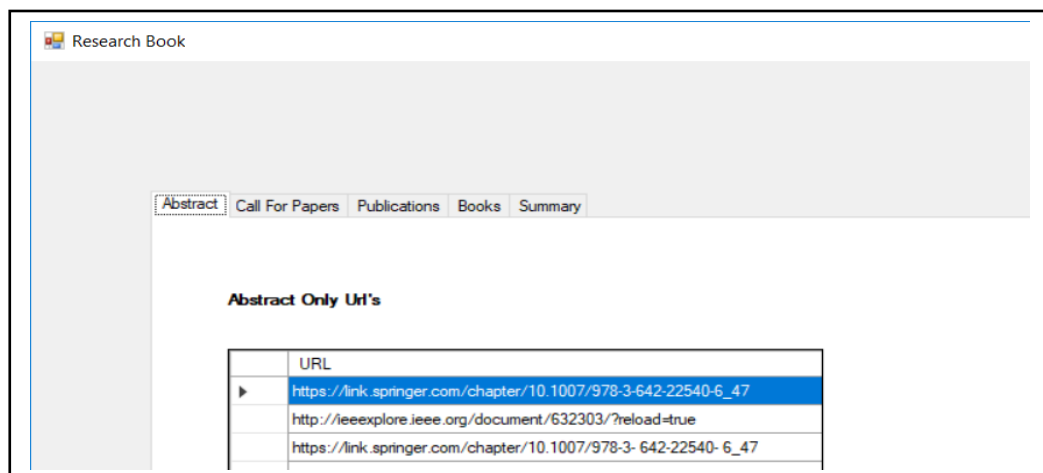 Research Book
Abstract Call For Papers Publications Books Summary
Abstract Only Url's
URL
https://link.springer.com/chapter/10.1007/978-3-642-22540-6_47
http://ieeexplore.ieee.org/document/632303/?reload=true
https://link.springer.com/chapter/10.1007/978-3- 642-22540- 6_47